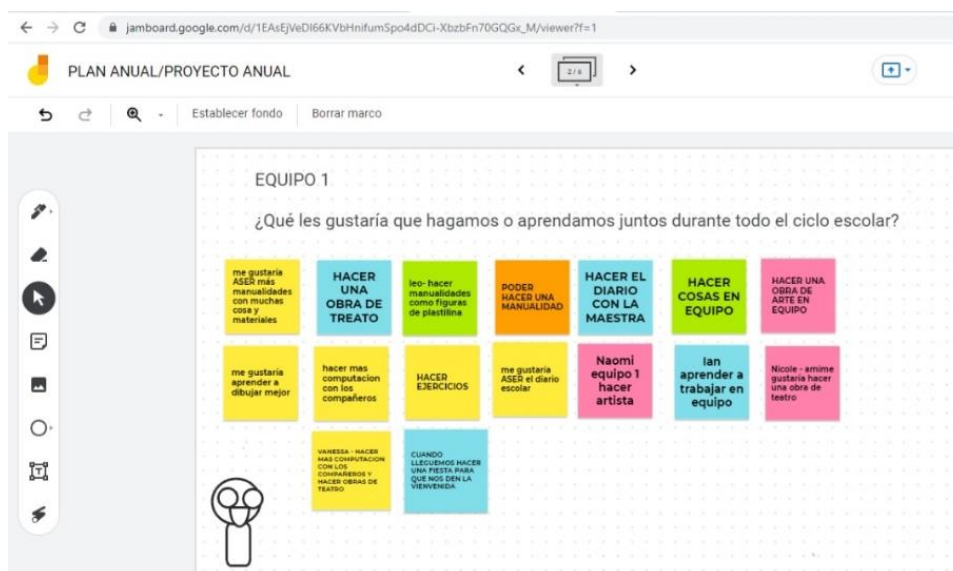 jamboard.google.com/d/1EAsEjVeDI66KVbHnifumSpo4dDCi-XbzbFn70GQGx_M/viewer?f=1
PLAN ANUAL/PROYECTO ANUAL
2 / 6
Establecer fondo
Borrar marco
EQUIPO 1
¿Qué les gustaría que hagamos o aprendamos juntos durante todo el ciclo escolar?
me gustaria
ASER más
manualidades
con muchas
cosa y
materiales
HACER
UNA
OBRA DE
TREATO
leo- hacer
manualidades
como figuras
de plastilina
PODER
HACER UNA
MANUALIDAD
HACER EL
DIARIO
CON LA
MAESTRA
HACER
COSAS EN
EQUIPO
HACER UNA
OBRA DE
ARTE EN
EQUIPO
me gustaria
aprender a
dibujar mejor
hacer mas
computacion
con los
compañeros
HACER
EJERCICIOS
me gustaria
ASER el diario
escolar
Naomi
equipo 1
hacer
artista
Ian
aprender a
trabajar en
equipo
Nicole - amime
gustaria hacer
una obra de
teatro
VANESSA - HACER
MAS COMPUTACION
CON LOS
COMPAÑEROS Y
HACER OBRAS DE
TEATRO
CUANDO
LLEGUEMOS HACER
UNA FIESTA PARA
QUE NOS DEN LA
VIENVENIDA